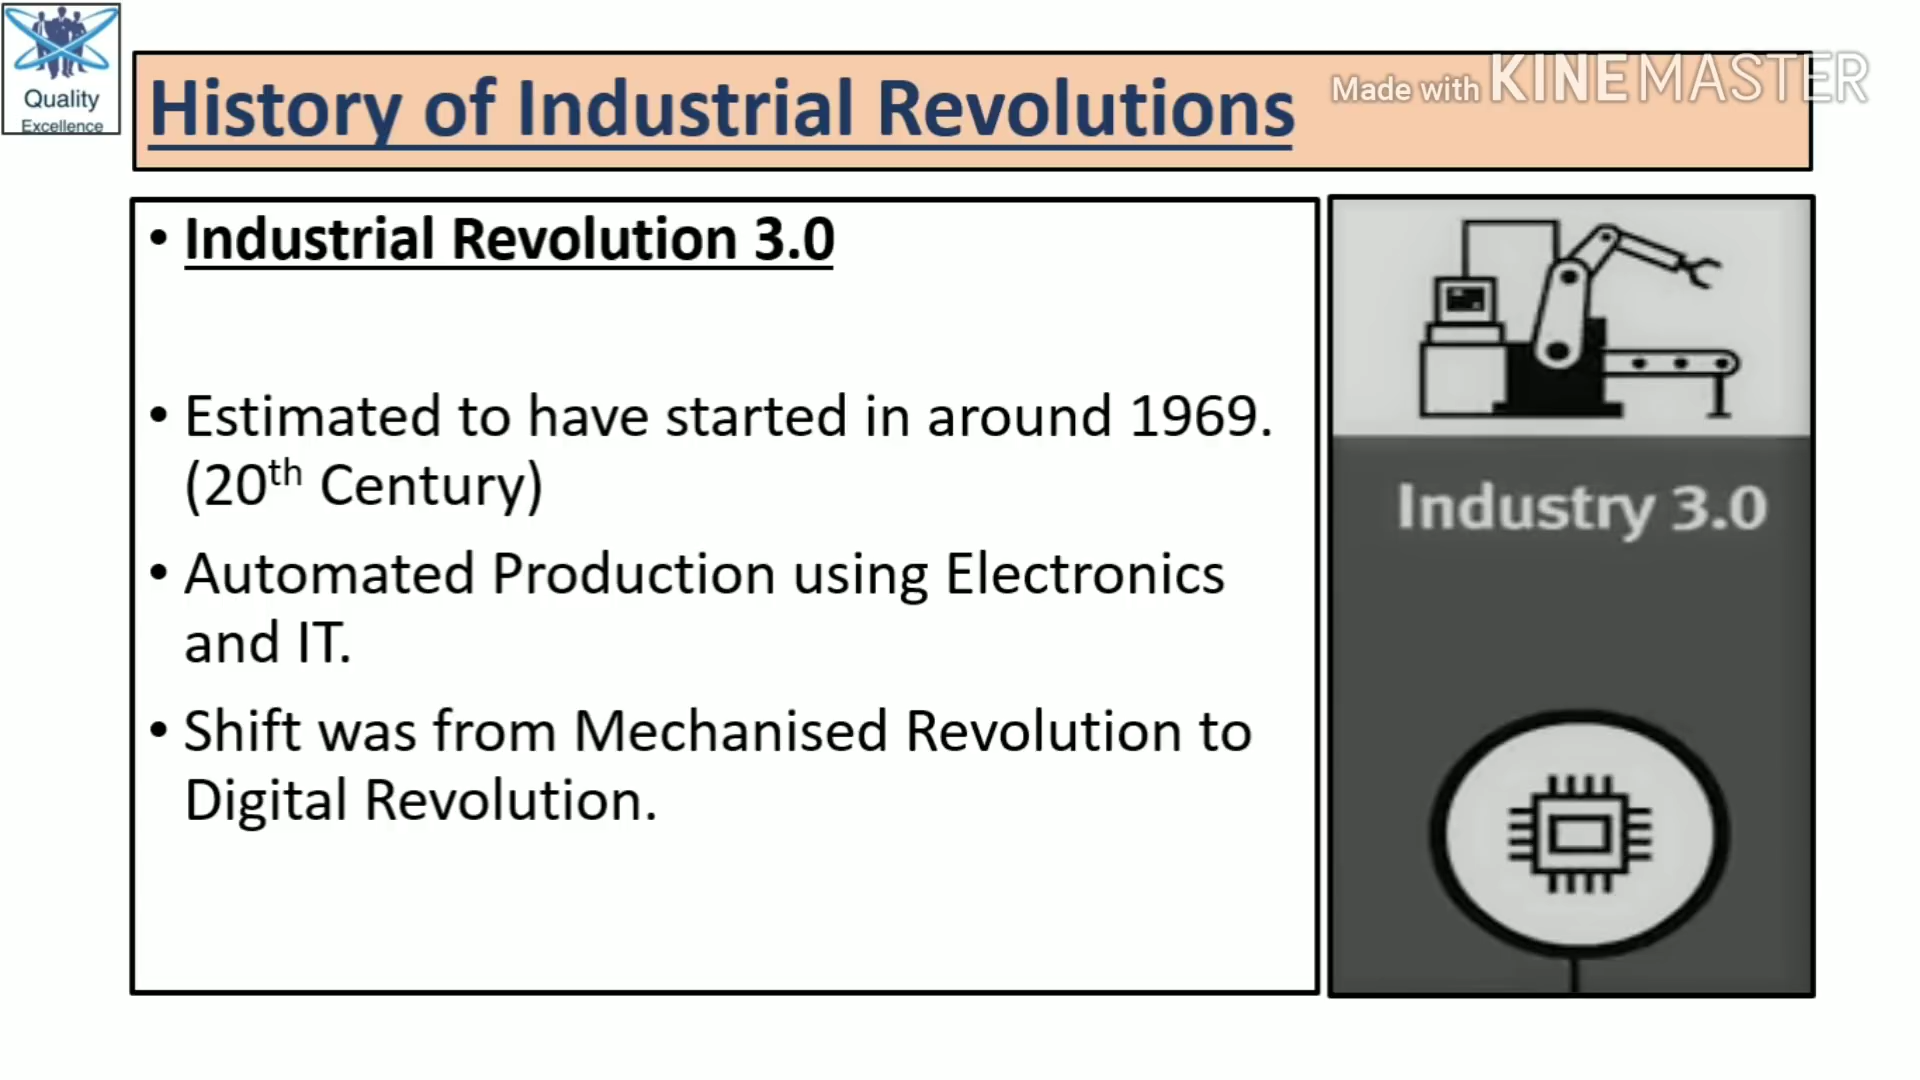 Quality
Excellence
History of Industrial Revolutions
Made with KINEMASTER
• Industrial Revolution 3.0
• Estimated to have started in around 1969.
(20th Century)
• Automated Production using Electronics
and IT.
• Shift was from Mechanised Revolution to
Digital Revolution.
Industry 3.0